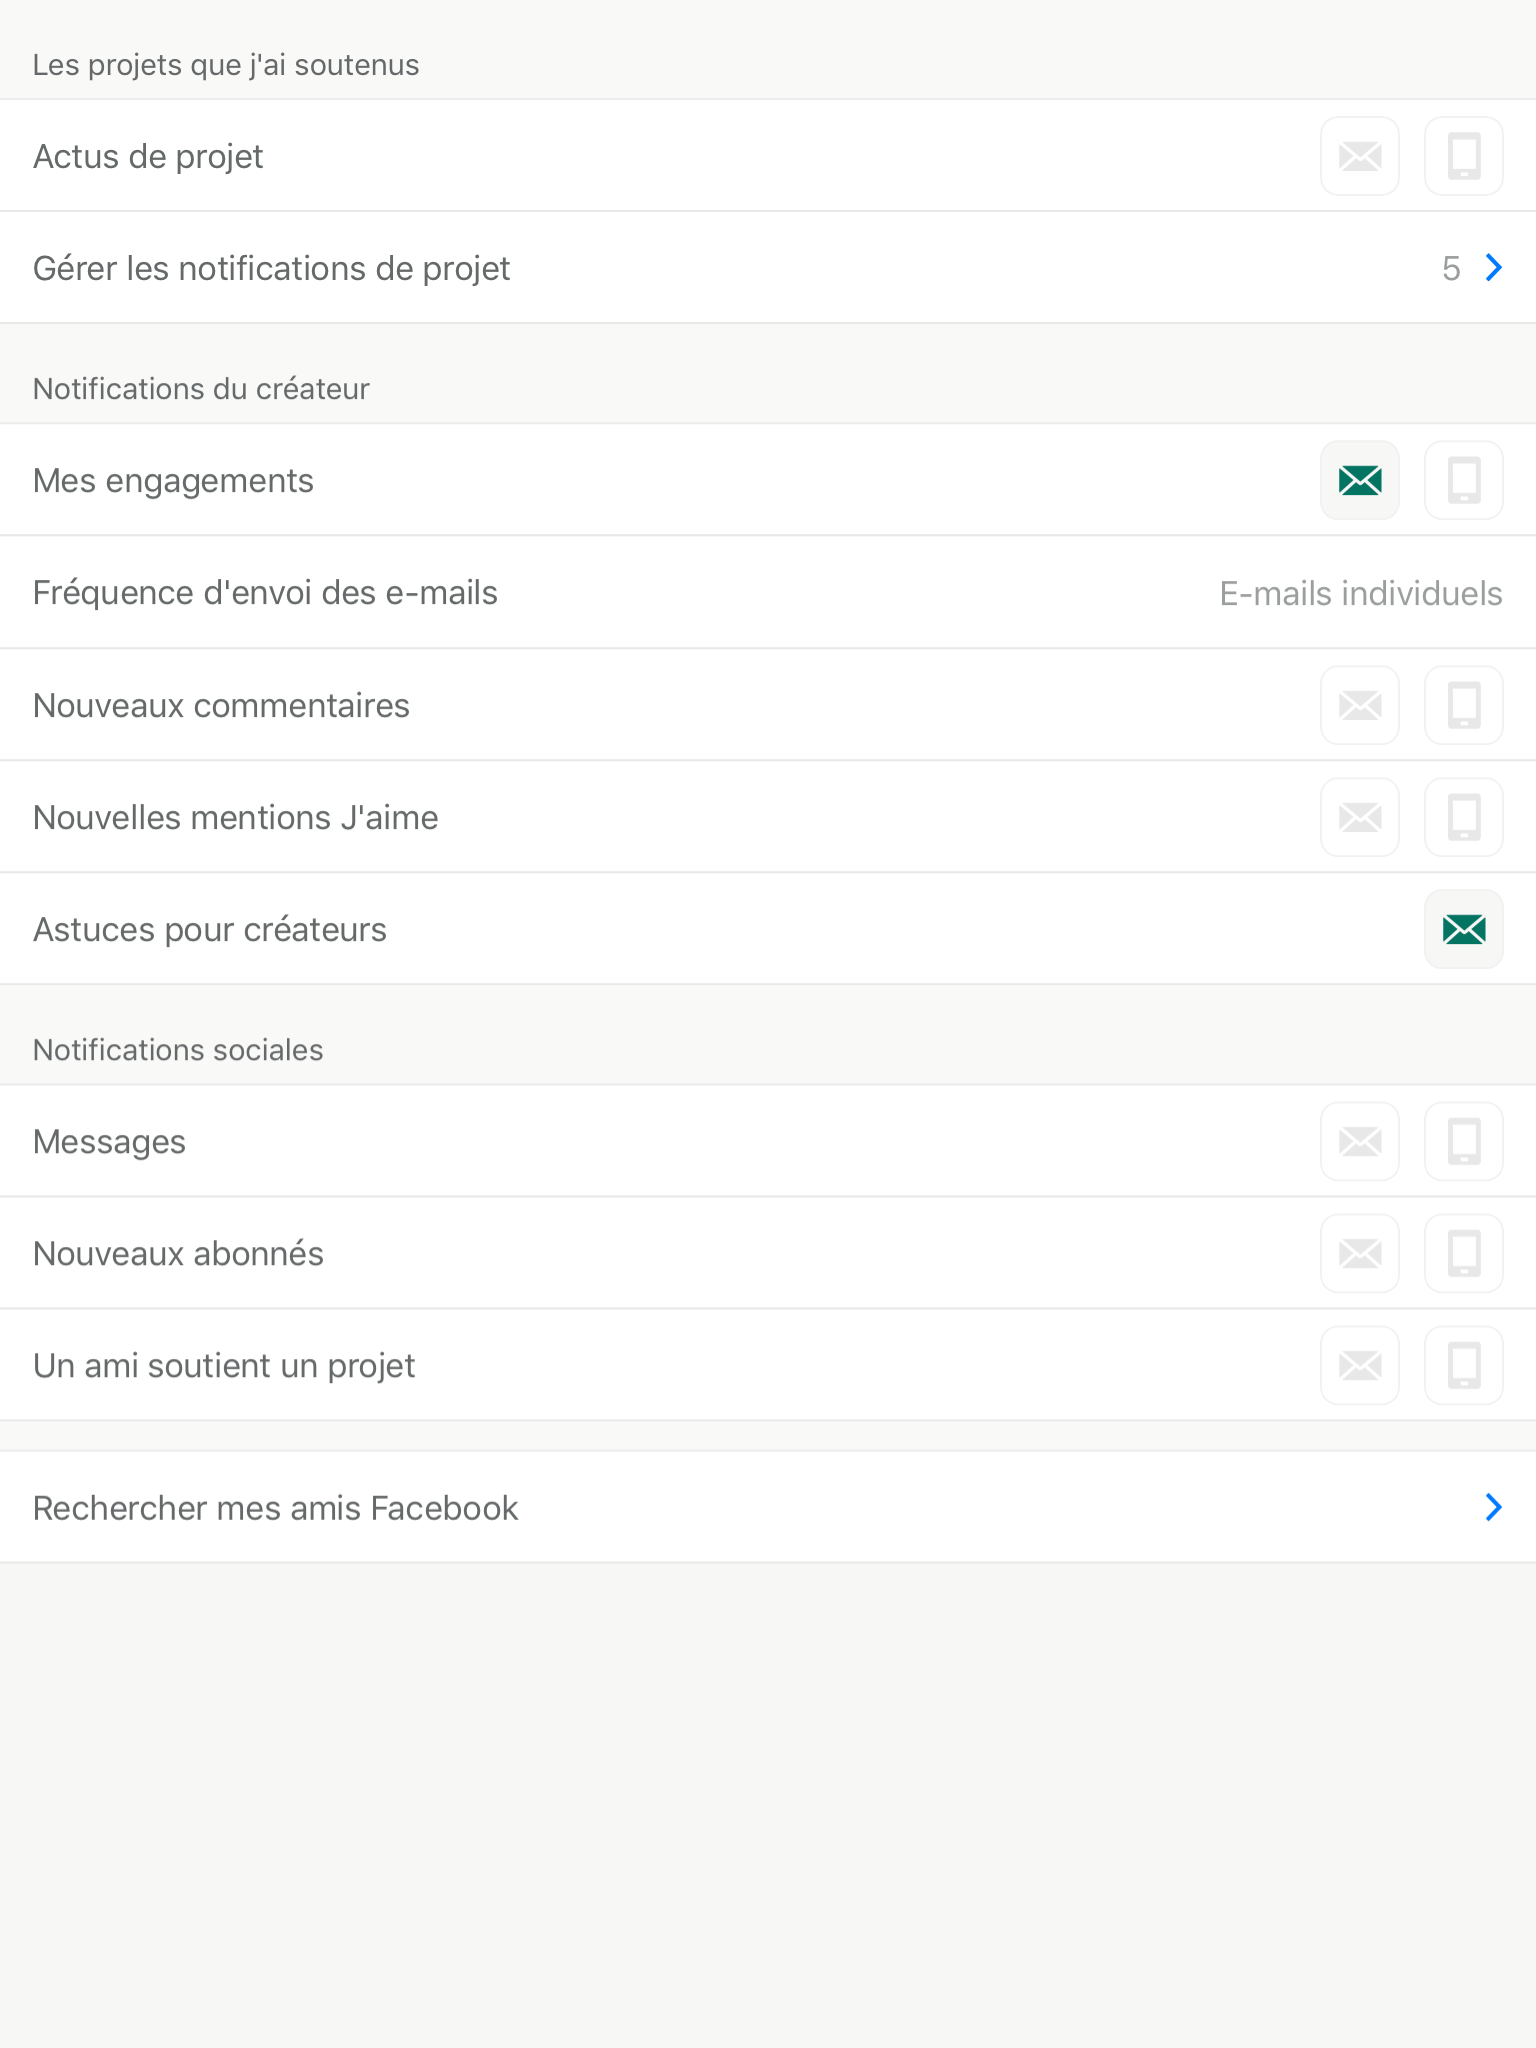 Les projets que j'ai soutenus
Actus de projet
Gérer les notifications de projet 5
Notifications du créateur
Mes engagements
Fréquence d'envoi des e-mails E-mails individuels
Nouveaux commentaires
Nouvelles mentions J'aime
Astuces pour créateurs
Notifications sociales
Messages
Nouveaux abonnés
Un ami soutient un projet
Rechercher mes amis Facebook